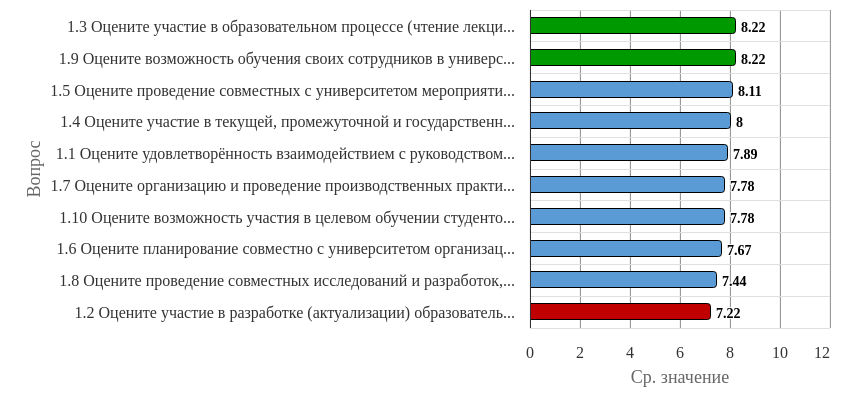 1.3 Оцените участие в образовательном процессе (чтение лекци... 8.22
1.9 Оцените возможность обучения своих сотрудников в универс... 8.22
1.5 Оцените проведение совместных с университетом мероприяти... 8.11
1.4 Оцените участие в текущей, промежуточной и государственн... 8
1.1 Оцените удовлетворённость взаимодействием с руководством... 7.89
1.7 Оцените организацию и проведение производственных практи... 7.78
1.10 Оцените возможность участия в целевом обучении студенто... 7.78
1.6 Оцените планирование совместно с университетом организац... 7.67
1.8 Оцените проведение совместных исследований и разработок,... 7.44
1.2 Оцените участие в разработке (актуализации) образователь... 7.22
Вопрос
0 2 4 6 8 10 12
Ср. значение